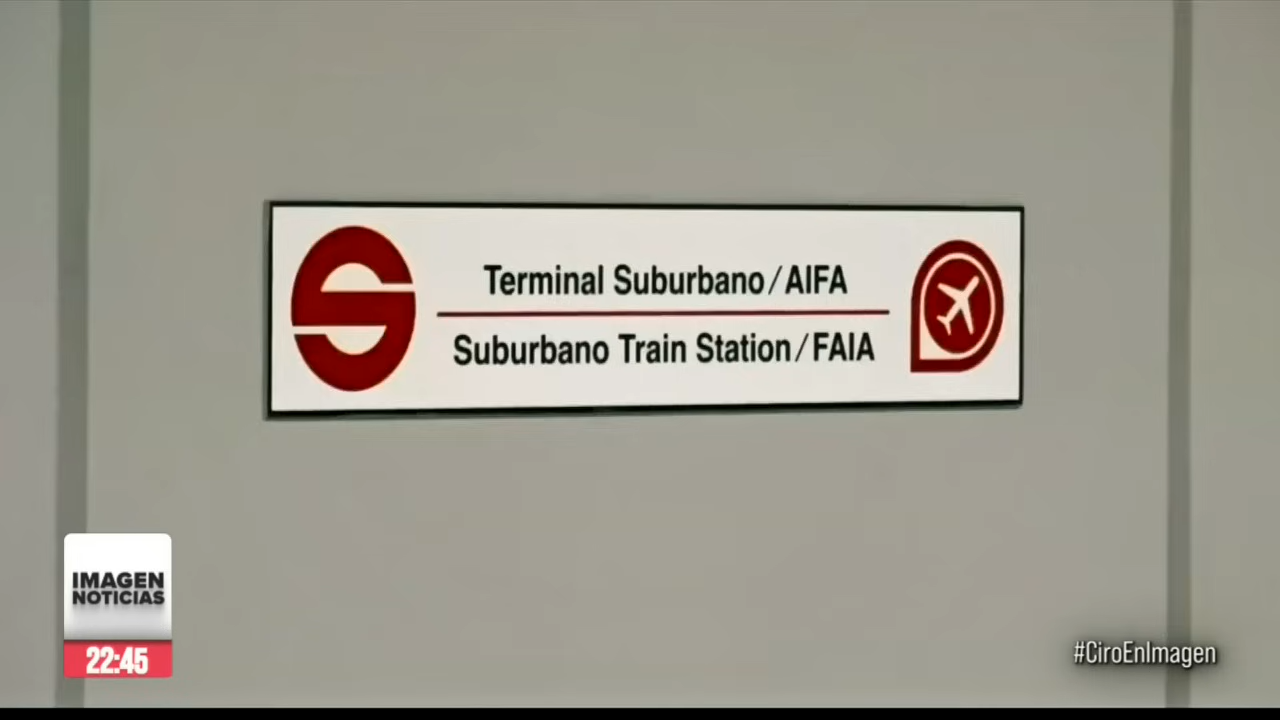 Terminal Suburbano/AIFA
Suburbano Train Station/FAIA
IMAGEN
NOTICIAS
22:45
#CiroEnImagen